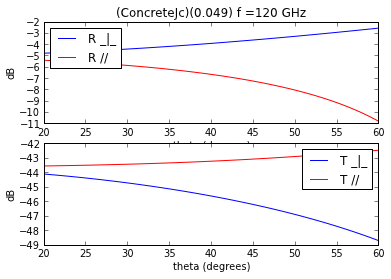 (ConcreteJc)(0.049) f =120 GHz
−2
−3
−4
−5
−6
−7
−8
−9
−10
−11
dB
R _|_
R //
20 25 30 35 40 45 50 55 60
−42
−43
−44
−45
−46
−47
−48
−49
dB
T _|_
T //
20 25 30 35 40 45 50 55 60
theta (degrees)